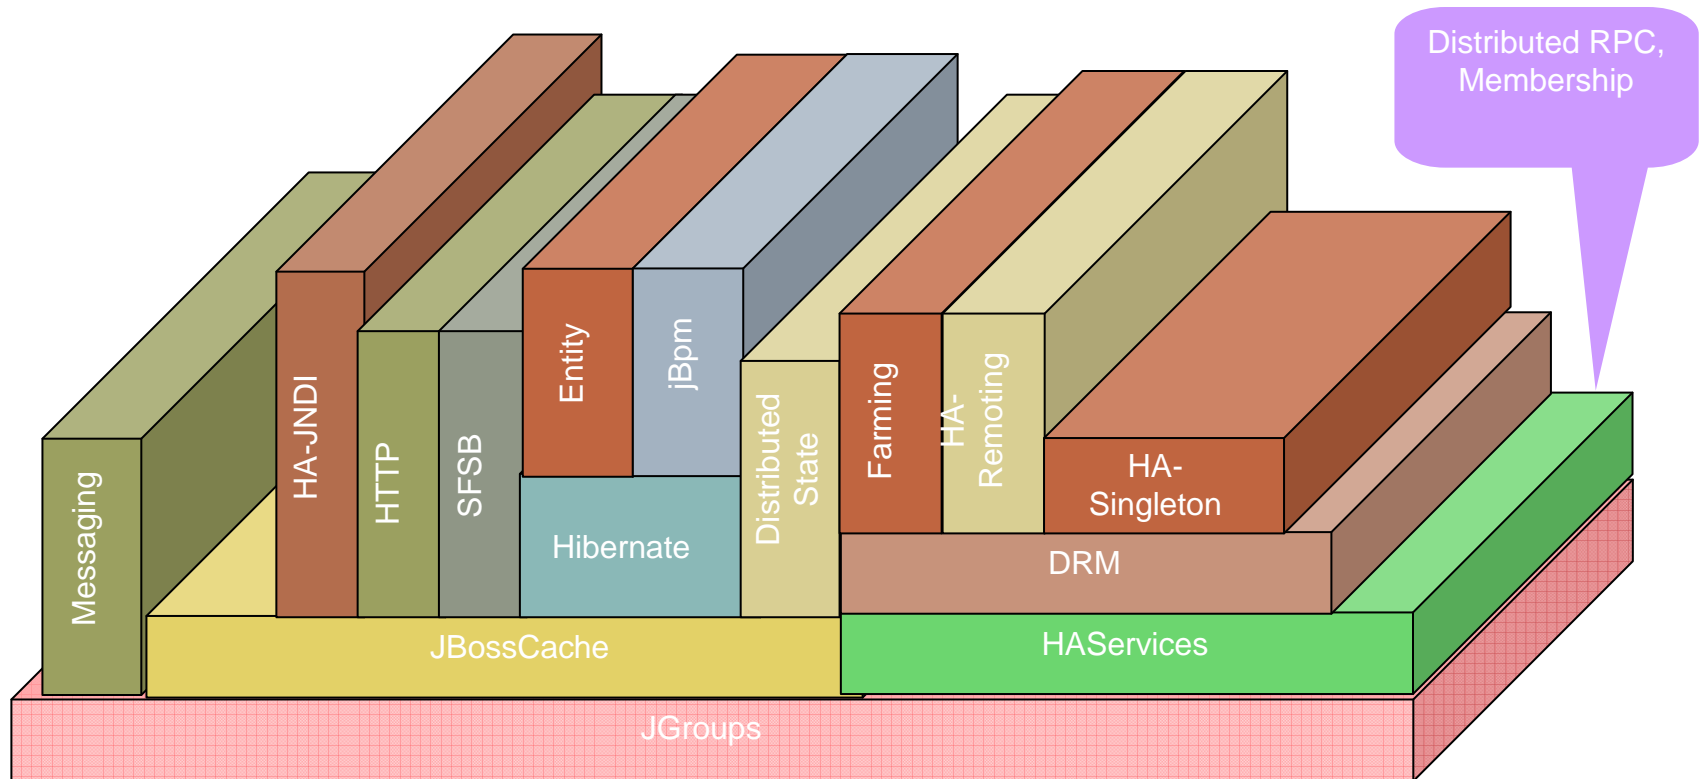 Distributed RPC,
Membership
Messaging
HA-JNDI
HTTP
SFSB
Entity
jBpm
Hibernate
Distributed
State
Farming
HA-
Remoting
HA-
Singleton
DRM
JBossCache
HAServices
JGroups